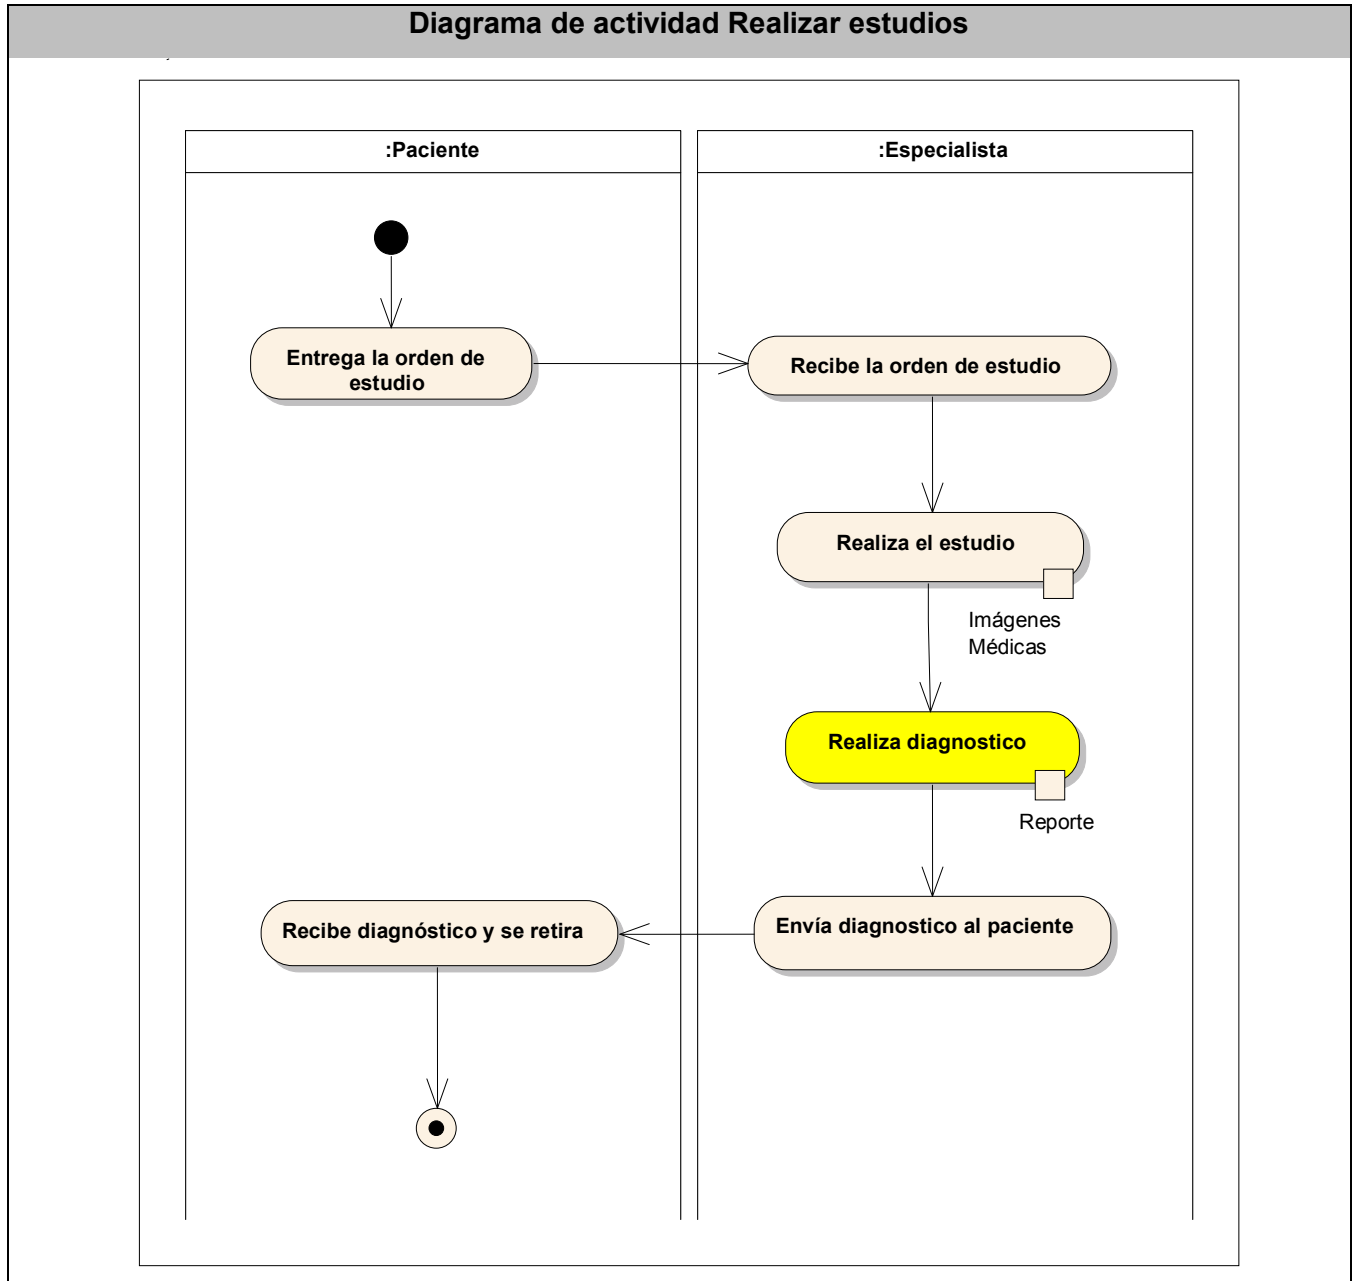 Diagrama de actividad Realizar estudios
:Paciente
:Especialista
Entrega la orden de
estudio
Recibe la orden de estudio
Realiza el estudio
Imágenes
Médicas
Realiza diagnostico
Reporte
Envía diagnostico al paciente
Recibe diagnóstico y se retira